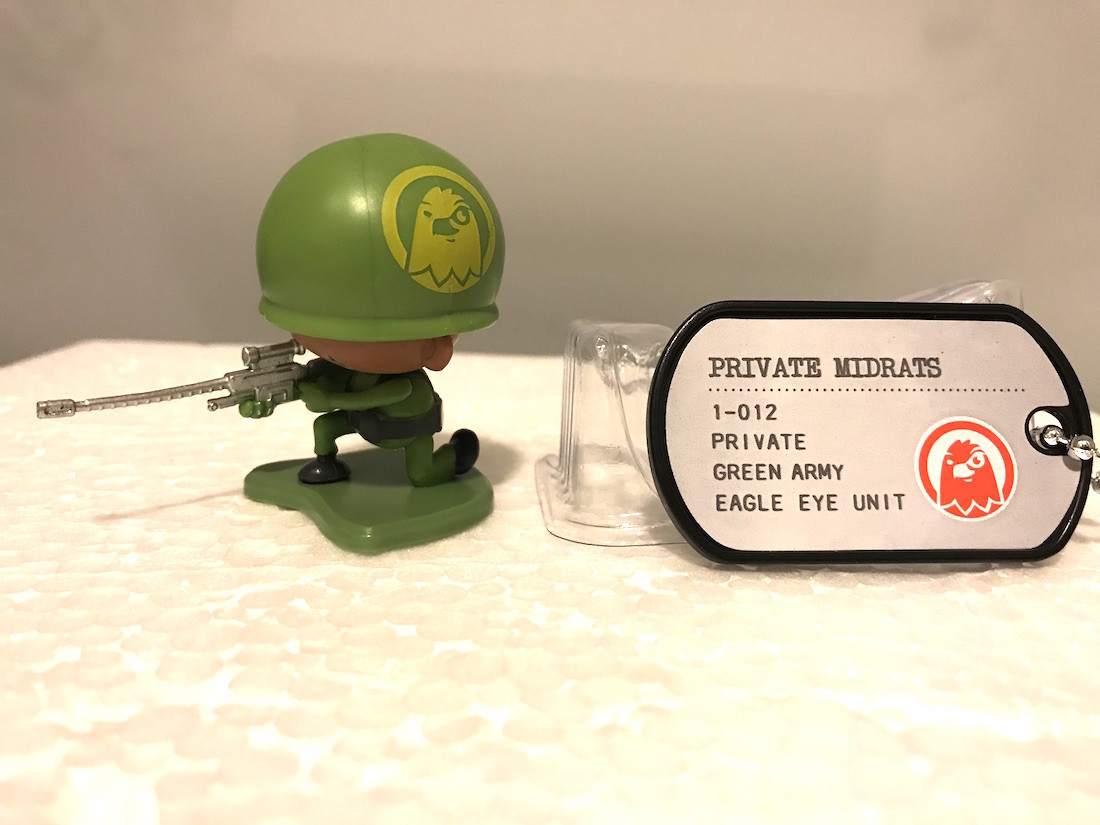 PRIVATE MIDRATS
1-012
PRIVATE
GREEN ARMY
EAGLE EYE UNIT